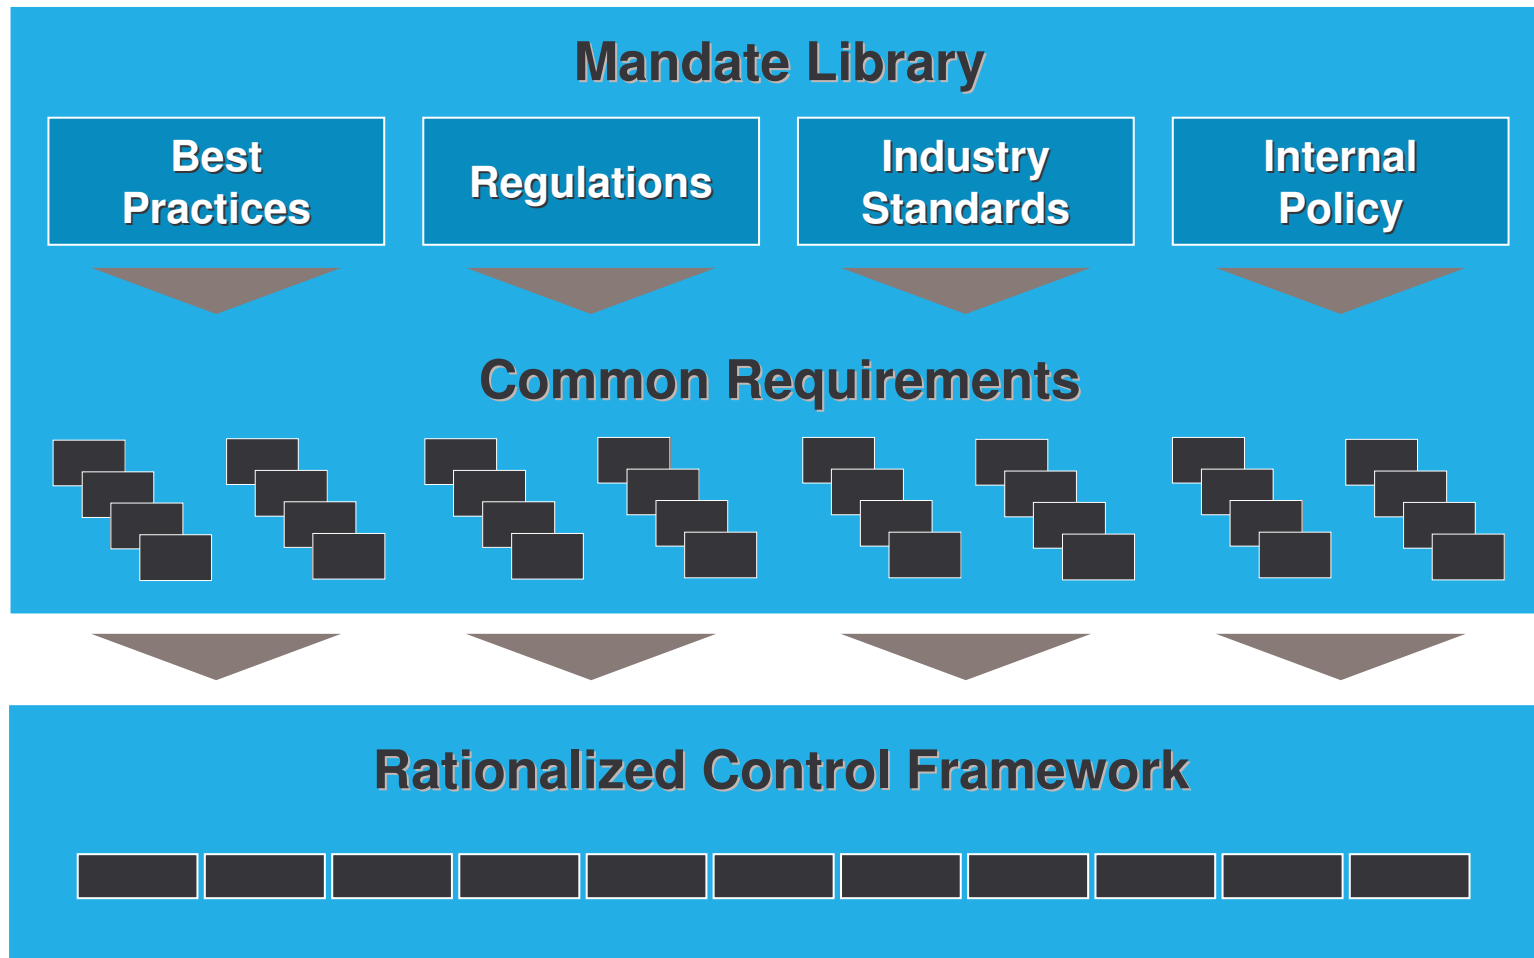 Mandate Library
Best
Practices
Regulations
Industry
Standards
Internal
Policy
Common Requirements
Rationalized Control Framework